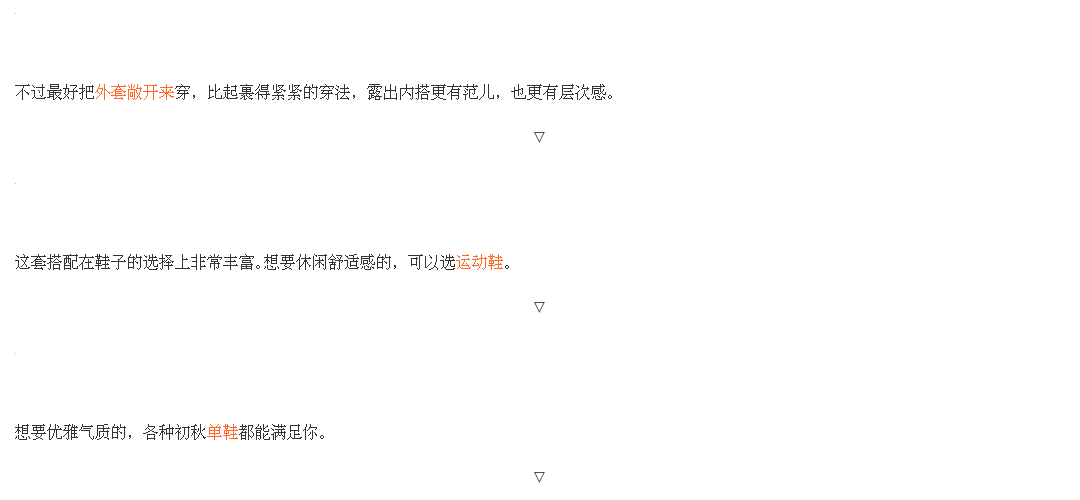 不过最好把外套敞开来穿，比起裹得紧紧的穿法，露出内搭更有范儿，也更有层次感。
▽
这套搭配在鞋子的选择上非常丰富。想要休闲舒适感的，可以选运动鞋。
▽
想要优雅气质的，各种初秋单鞋都能满足你。
▽